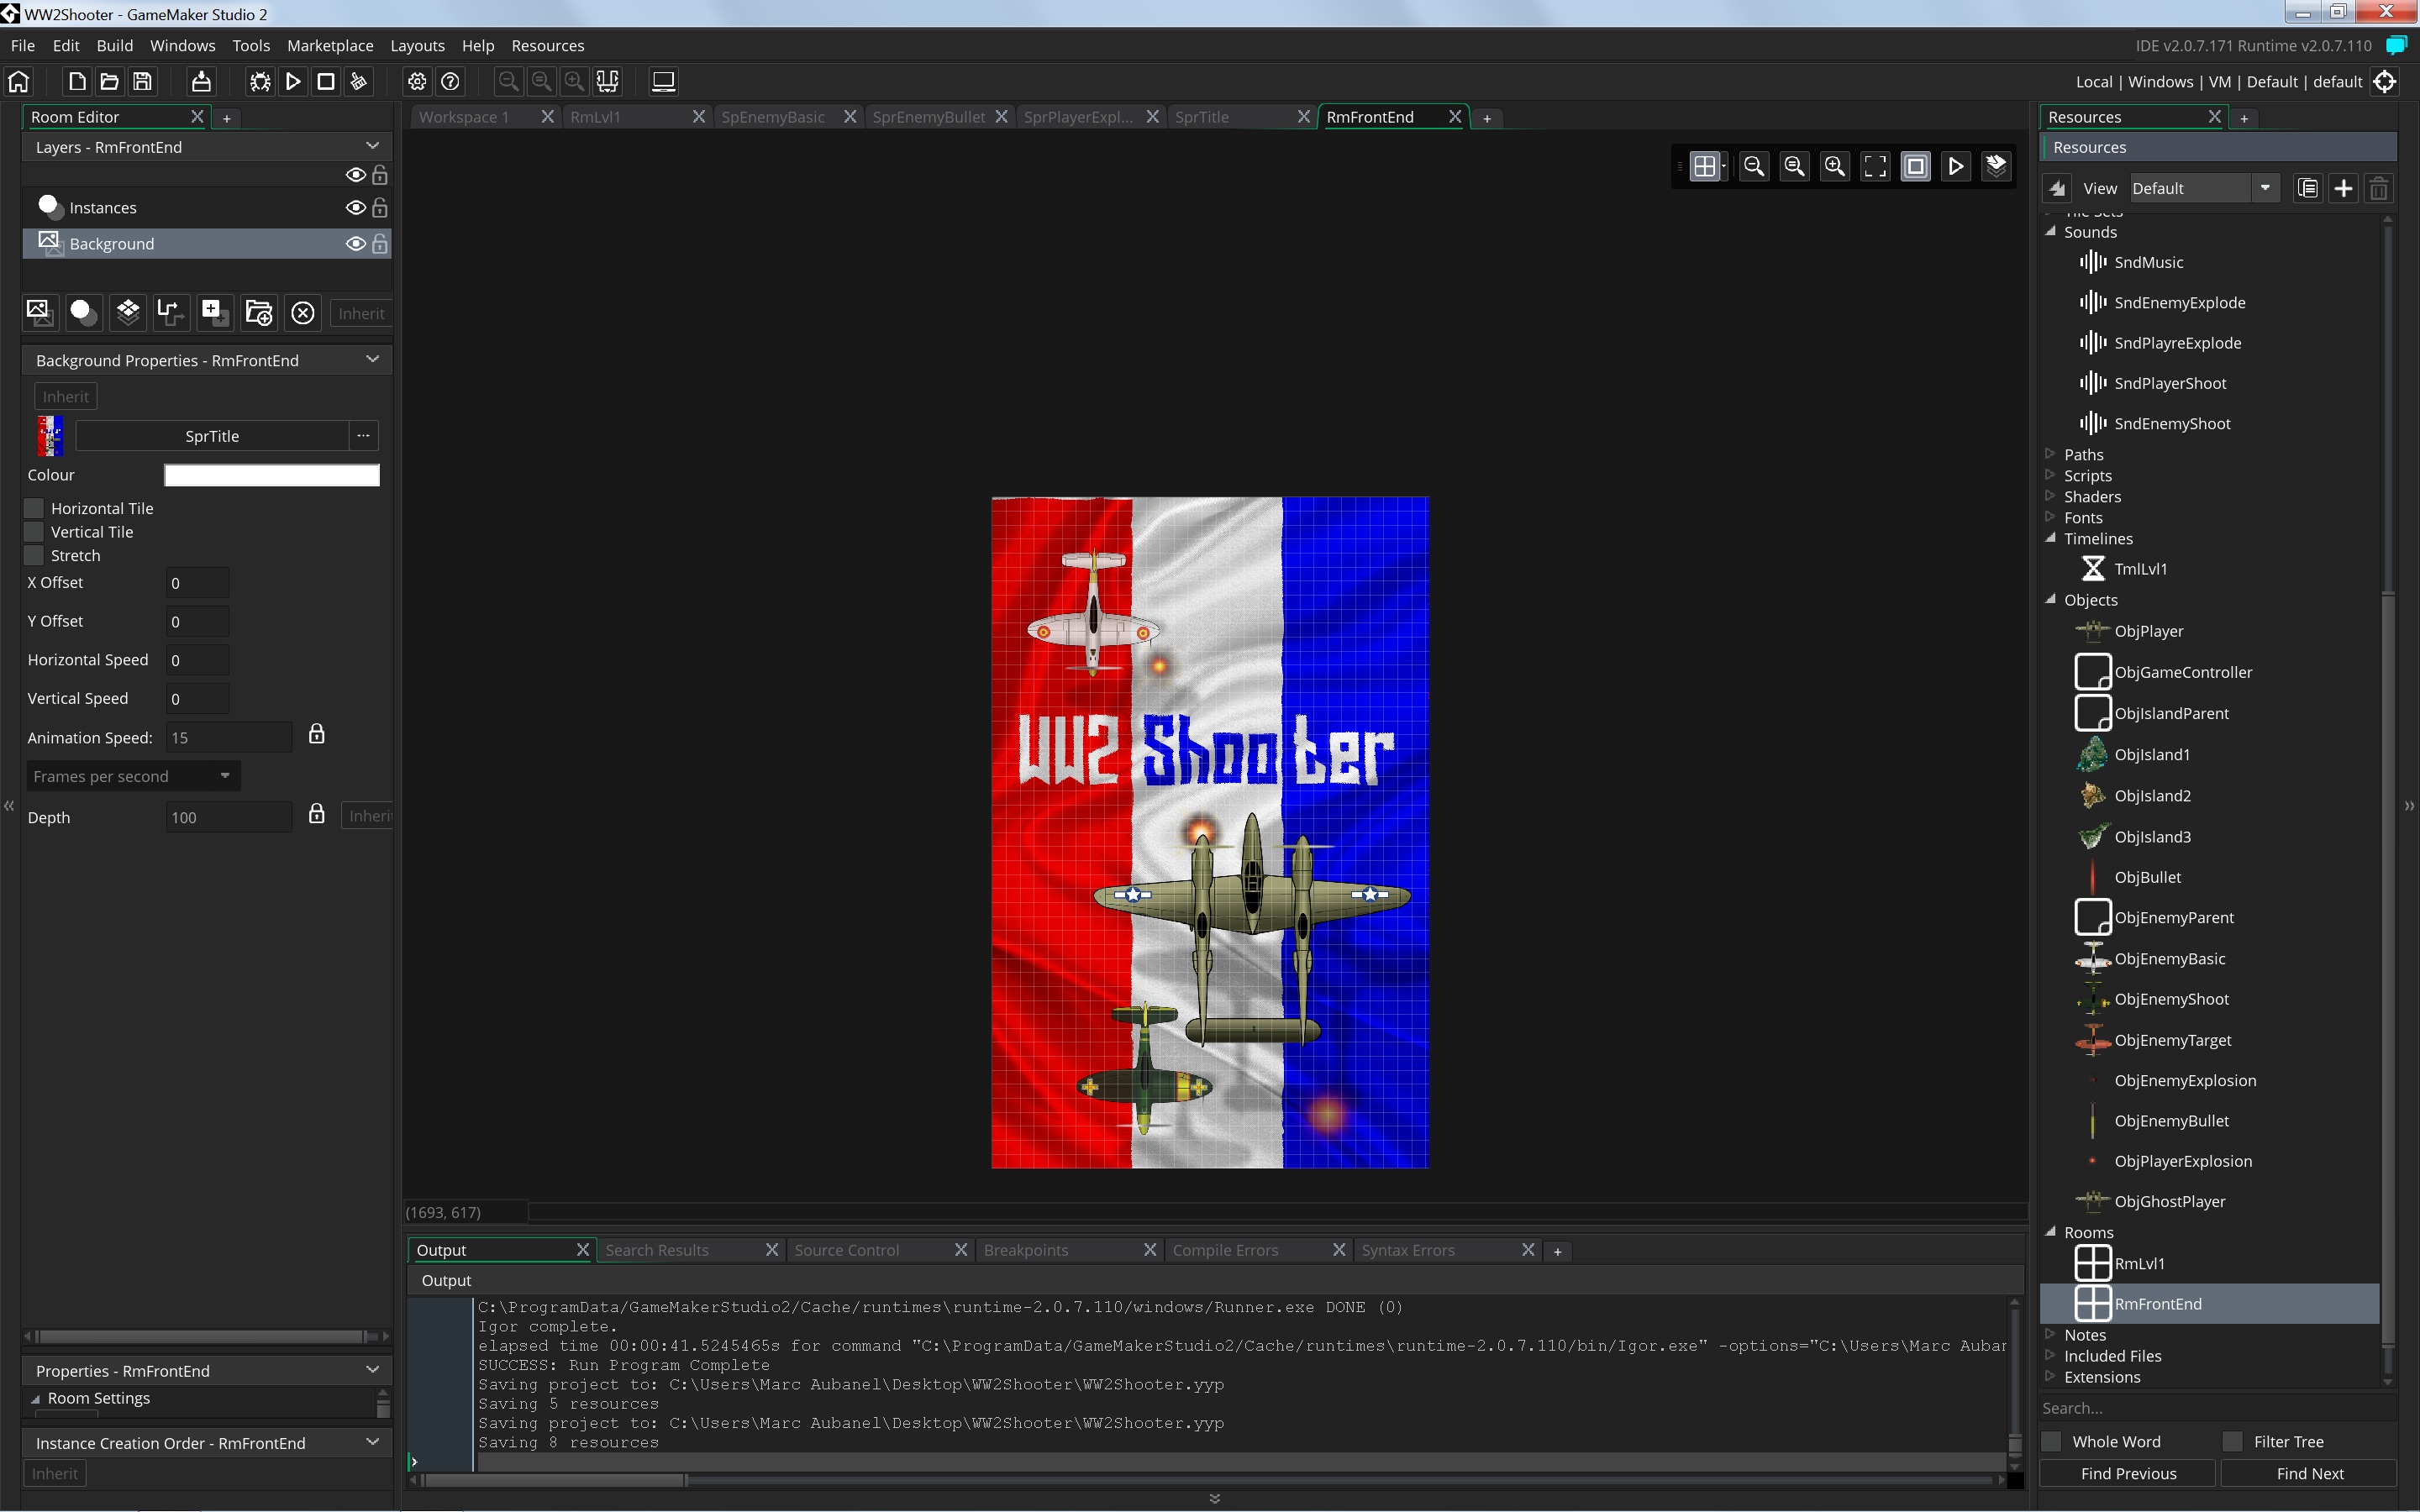 WW2Shooter - GameMaker Studio 2
File Edit Build Windows Tools Marketplace Layouts Help Resources
IDE v2.0.7.171 Runtime v2.0.7.110
Local | Windows | VM | Default | default
Room Editor
Layers - RmFrontEnd
Instances
Background
Inherit
Background Properties - RmFrontEnd
Inherit
SprTitle
...
Colour
Horizontal Tile
Vertical Tile
Stretch
X Offset 0
Y Offset 0
Horizontal Speed 0
Vertical Speed 0
Animation Speed: 15
Frames per second
Depth 100
Inheri
Properties - RmFrontEnd
Room Settings
Instance Creation Order - RmFrontEnd
Inherit
Workspace 1 RmLvl1 SpEnemyBasic SprEnemyBullet SprPlayerExpl... SprTitle RmFrontEnd
WW2 Shooter
(1693, 617)
Output Search Results Source Control Breakpoints Compile Errors Syntax Errors
Output
C:\ProgramData/GameMakerStudio2/Cache/runtimes\runtime-2.0.7.110/windows/Runner.exe DONE (0)
Igor complete.
elapsed time 00:00:41.5245465s for command "C:\ProgramData/GameMakerStudio2/Cache/runtimes\runtime-2.0.7.110/bin/Igor.exe" -options="C:\Users\Marc Auban
SUCCESS: Run Program Complete
Saving project to: C:\Users\Marc Aubanel\Desktop\WW2Shooter\WW2Shooter.yyp
Saving 5 resources
Saving project to: C:\Users\Marc Aubanel\Desktop\WW2Shooter\WW2Shooter.yyp
Saving 8 resources
Resources
Resources
View Default
Tile Sets
Sounds
SndMusic
SndEnemyExplode
SndPlayreExplode
SndPlayerShoot
SndEnemyShoot
Paths
Scripts
Shaders
Fonts
Timelines
TmlLvl1
Objects
ObjPlayer
ObjGameController
ObjIslandParent
ObjIsland1
ObjIsland2
ObjIsland3
ObjBullet
ObjEnemyParent
ObjEnemyBasic
ObjEnemyShoot
ObjEnemyTarget
ObjEnemyExplosion
ObjEnemyBullet
ObjPlayerExplosion
ObjGhostPlayer
Rooms
RmLvl1
RmFrontEnd
Notes
Included Files
Extensions
Search...
Whole Word Filter Tree
Find Previous Find Next